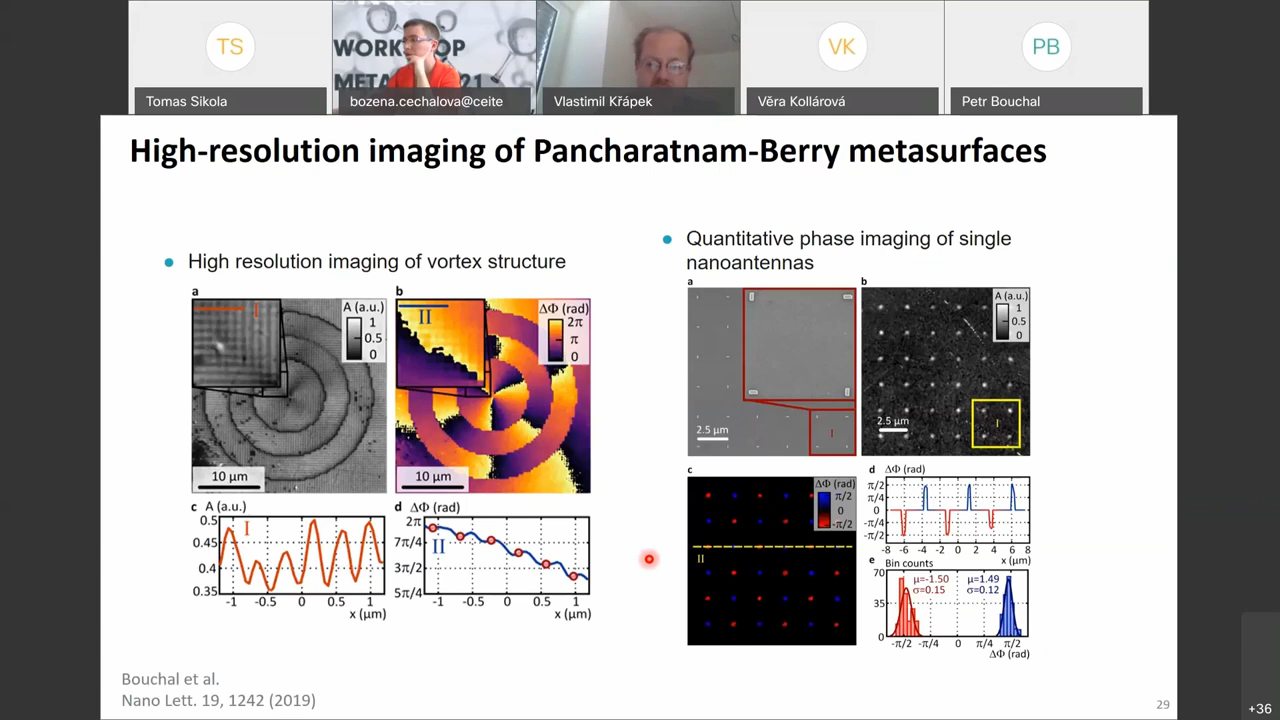 TS
WORKSHOP
META 21
VK
PB
Tomas Sikola
bozena.cechalova@ceite
Vlastimil Křápek
Věra Kollárová
Petr Bouchal
High-resolution imaging of Pancharatnam-Berry metasurfaces
High resolution imaging of vortex structure
a
I
A (a.u.)
1
0.5
0
10 μm
b
II
ΔΦ (rad)
2π
π
0
10 μm
c A (a.u.)
I
0.5
0.45
0.4
0.35
-1 -0.5 0 0.5 1
x (μm)
d ΔΦ (rad)
II
2π
7π/4
3π/2
5π/4
-1 -0.5 0 0.5 1
x (μm)
Quantitative phase imaging of single
nanoantennas
a
2.5 μm
I
b
A (a.u.)
1
0.5
0
2.5 μm
I
c
ΔΦ (rad)
π/2
0
-π/2
II
d ΔΦ (rad)
π/2
π/4
0
-π/4
-π/2
-8 -6 -4 -2 0 2 4 6 8
x (μm)
e Bin counts
70
35
0
μ=-1.50
σ=0.15
μ=1.49
σ=0.12
-π/2 -π/4 0 π/4 π/2
ΔΦ (rad)
Bouchal et al.
Nano Lett. 19, 1242 (2019)
29
+36